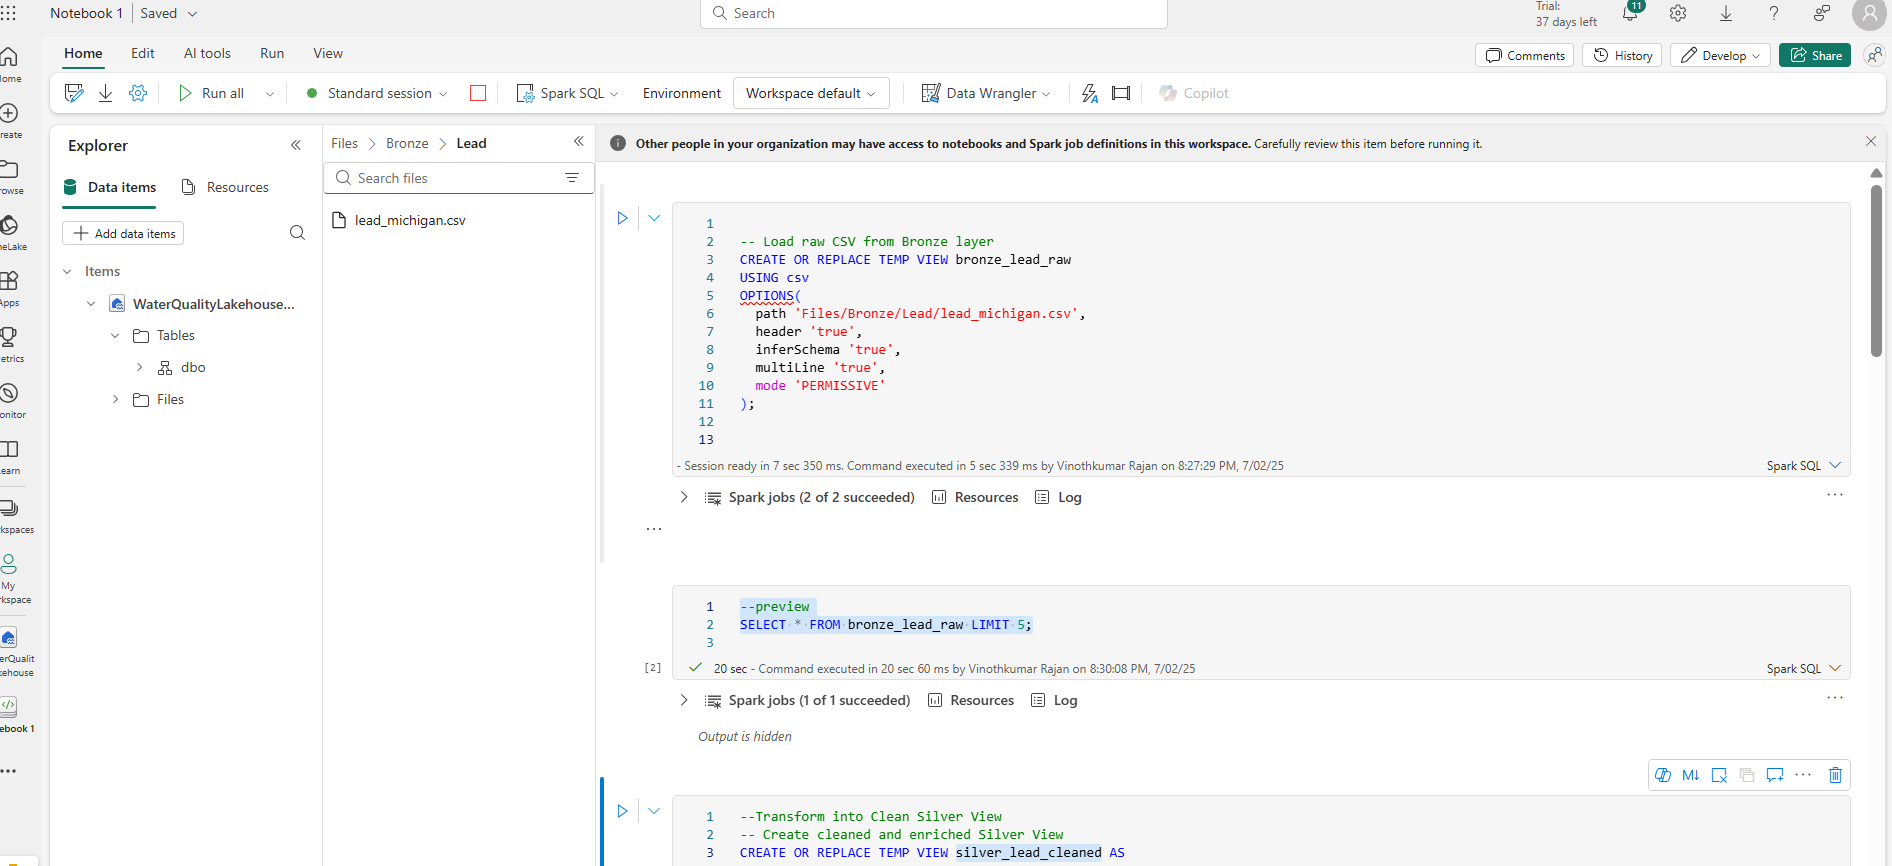 Notebook 1 Saved
Search
Trial:
37 days left
11
Home Edit AI tools Run View
Comments History Develop Share
Run all Standard session Spark SQL Environment Workspace default Data Wrangler Copilot
Explorer
Data items Resources
Add data items
Items
WaterQualityLakehouse...
Tables
dbo
Files
Files Bronze Lead
Search files
lead_michigan.csv
Other people in your organization may have access to notebooks and Spark job definitions in this workspace. Carefully review this item before running it.
1
2 -- Load raw CSV from Bronze layer
3 CREATE OR REPLACE TEMP VIEW bronze_lead_raw
4 USING csv
5 OPTIONS(
6 path 'Files/Bronze/Lead/lead_michigan.csv',
7 header 'true',
8 inferSchema 'true',
9 multiLine 'true',
10 mode 'PERMISSIVE'
11 );
12
13
- Session ready in 7 sec 350 ms. Command executed in 5 sec 339 ms by Vinothkumar Rajan on 8:27:29 PM, 7/02/25 Spark SQL
Spark jobs (2 of 2 succeeded) Resources Log
...
1 --preview
2 SELECT * FROM bronze_lead_raw LIMIT 5;
3
[2] 20 sec - Command executed in 20 sec 60 ms by Vinothkumar Rajan on 8:30:08 PM, 7/02/25 Spark SQL
Spark jobs (1 of 1 succeeded) Resources Log
Output is hidden
M↓
1 --Transform into Clean Silver View
2 -- Create cleaned and enriched Silver View
3 CREATE OR REPLACE TEMP VIEW silver_lead_cleaned AS
ome
reate
rowse
neLake
Apps
etrics
onitor
earn
rkspaces
My
rkspace
erQualit
kehouse
ebook 1